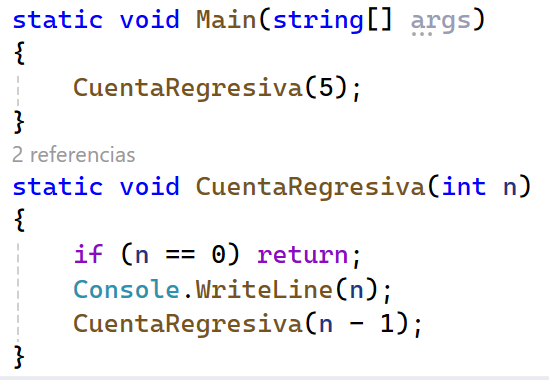 static void Main(string[] args)
{
    CuentaRegresiva(5);
}
2 referencias
static void CuentaRegresiva(int n)
{
    if (n == 0) return;
    Console.WriteLine(n);
    CuentaRegresiva(n - 1);
}